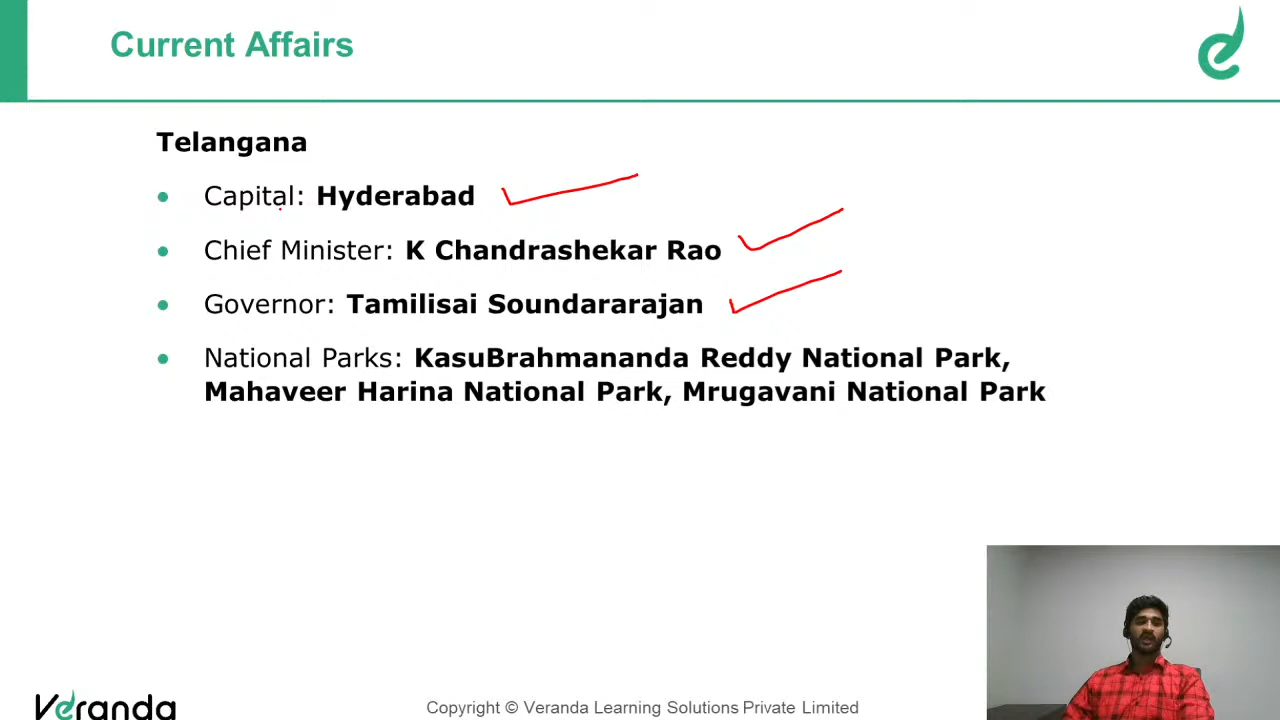 Current Affairs
Telangana
• Capital: Hyderabad
• Chief Minister: K Chandrashekar Rao
• Governor: Tamilisai Soundararajan
• National Parks: KasuBrahmananda Reddy National Park,
Mahaveer Harina National Park, Mrugavani National Park
Veranda
Copyright © Veranda Learning Solutions Private Limited